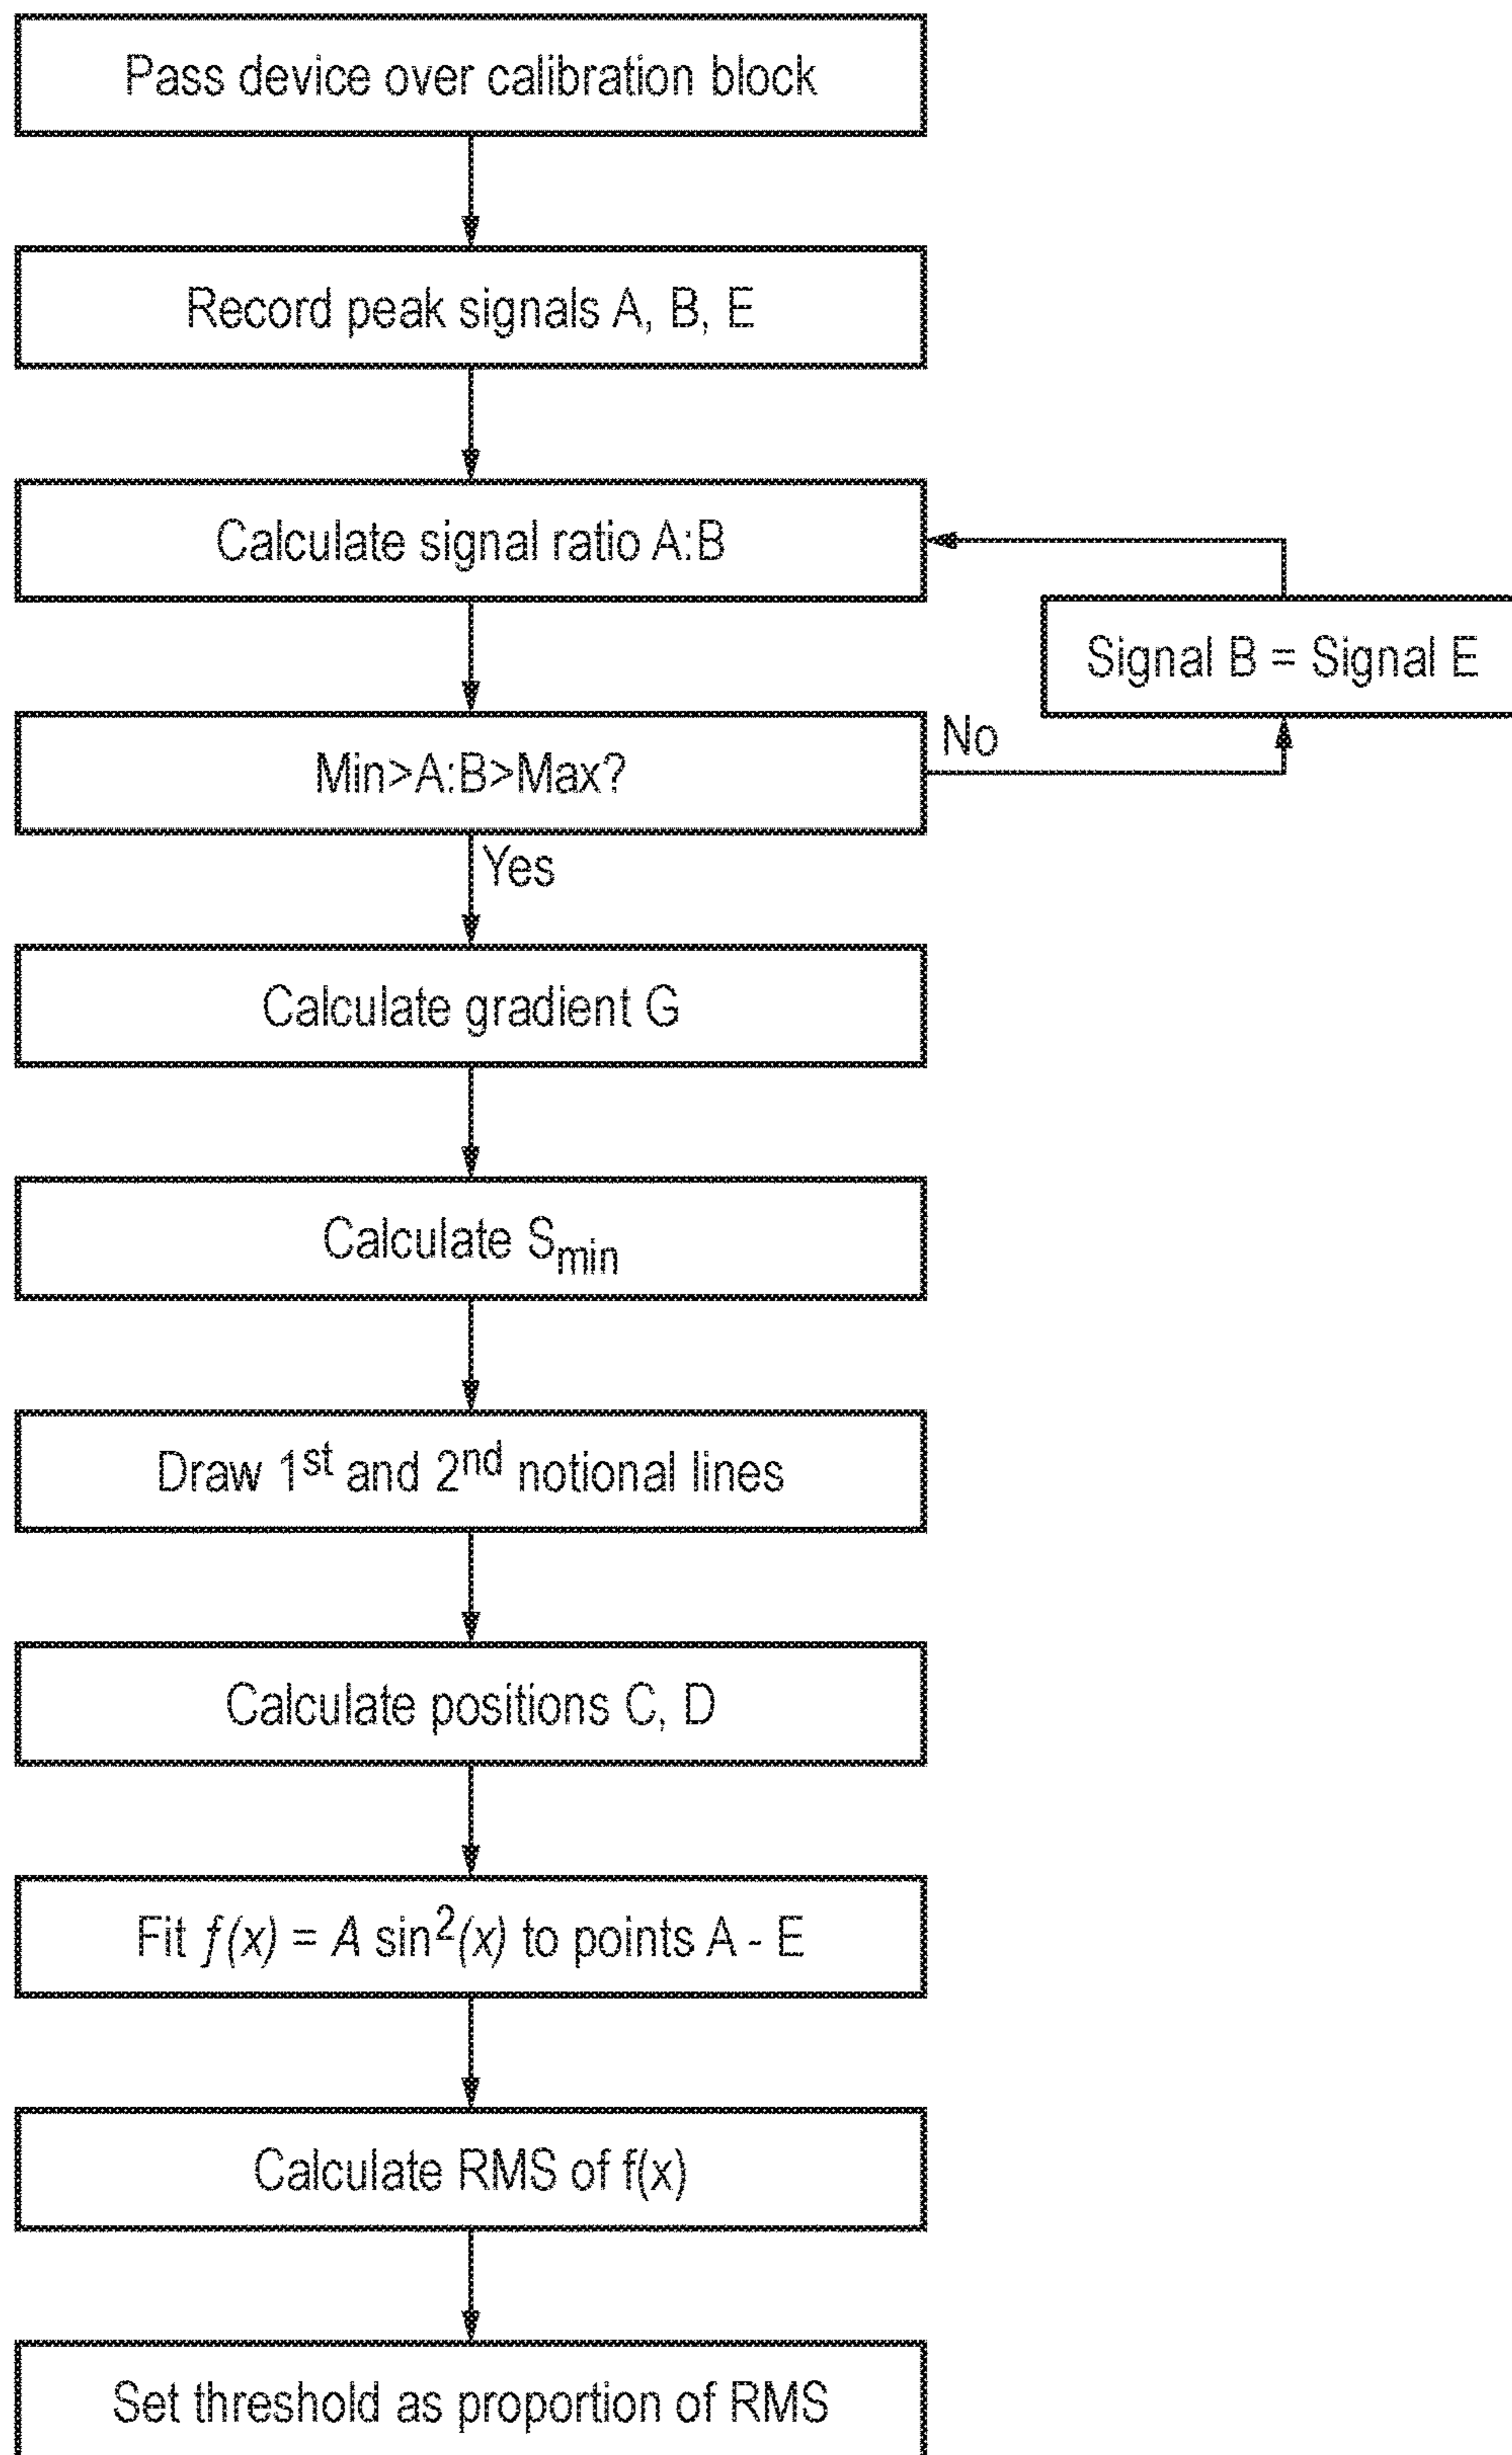 Pass device over calibration block
Record peak signals A, B, E
Calculate signal ratio A:B
Signal B = Signal E
Min>A:B>Max?
No
Yes
Calculate gradient G
Calculate Smin
Draw 1st and 2nd notional lines
Calculate positions C, D
Fit f(x) = A sin2(x) to points A - E
Calculate RMS of f(x)
Set threshold as proportion of RMS